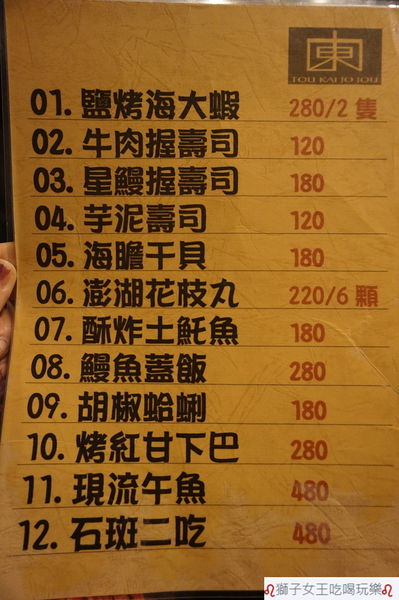 東
TOU KAI JO JOU
01. 鹽烤海大蝦 280/2 隻
02. 牛肉握壽司 120
03. 星鰻握壽司 180
04. 芋泥壽司 120
05. 海膽干貝 180
06. 澎湖花枝丸 220/6 顆
07. 酥炸土魠魚 180
08. 鰻魚蓋飯 280
09. 胡椒蛤蜊 180
10. 烤紅甘下巴 280
11. 現流午魚 480
12. 石斑二吃 480
♌獅子女王吃喝玩樂♌